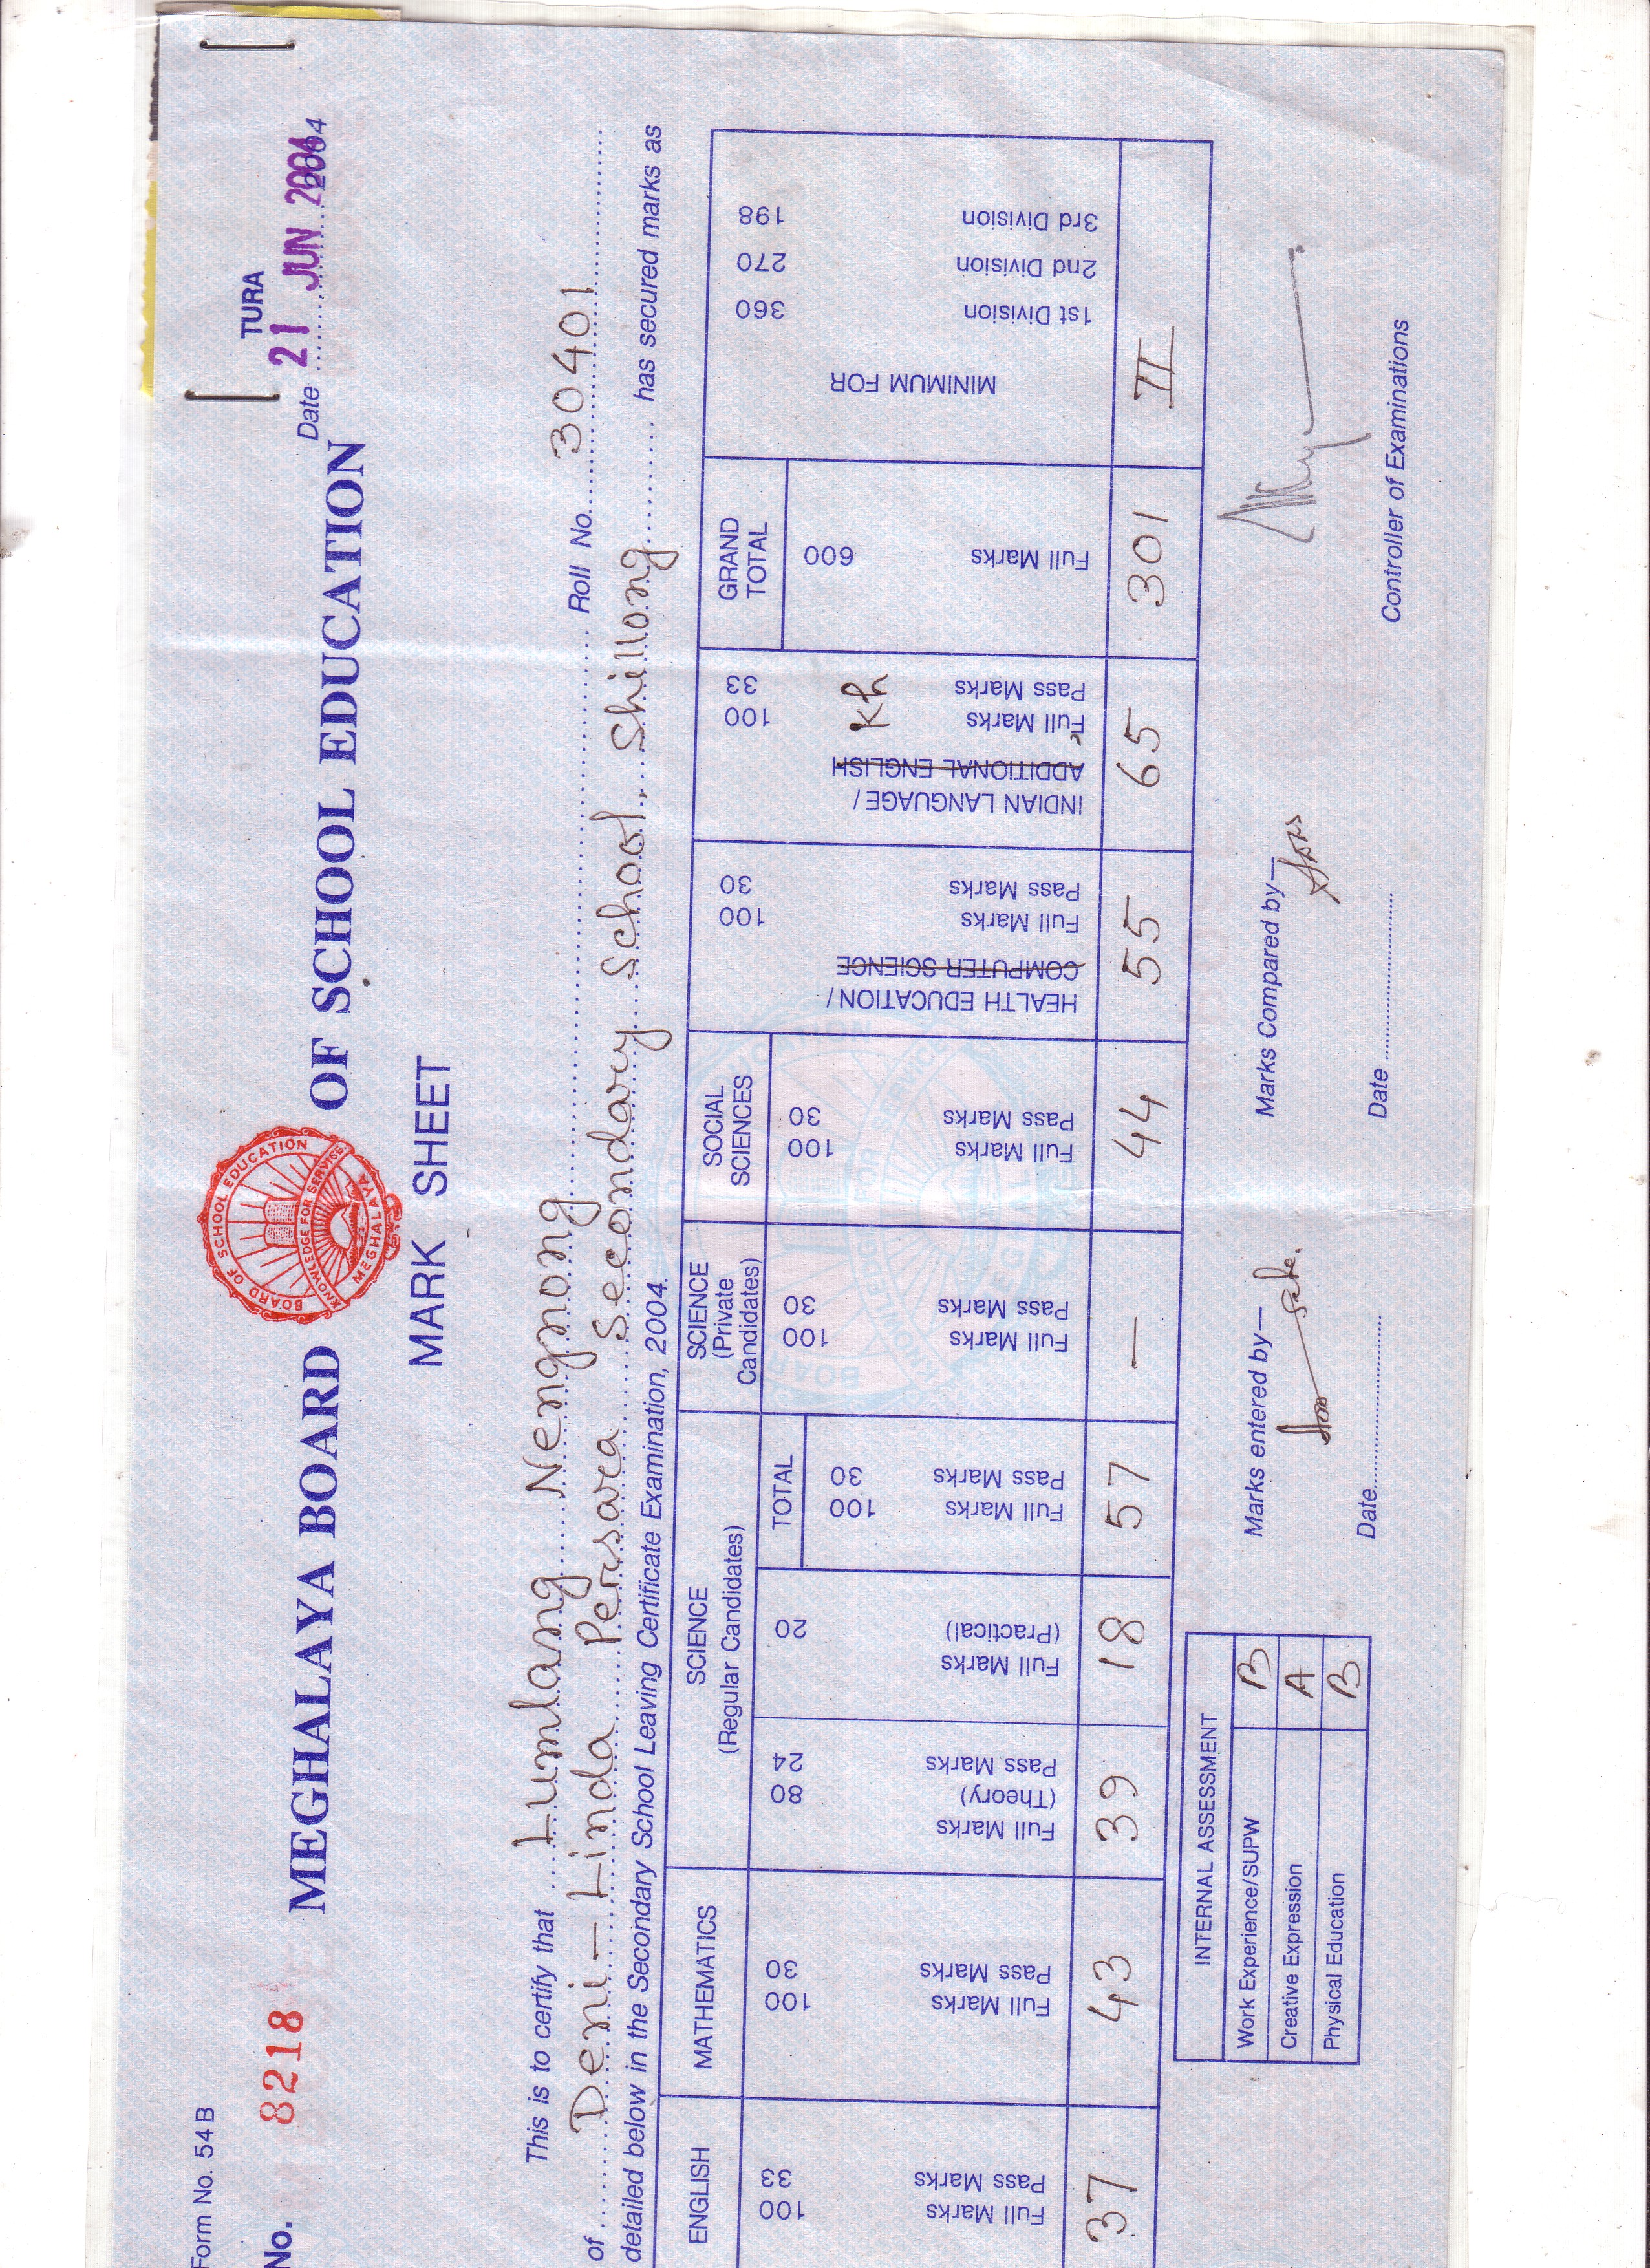 Form No. 54 B
No. 8218
TURA
21 JUN 2004
Date 2004
MEGHALAYA BOARD OF SCHOOL EDUCATION
BOARD OF SCHOOL EDUCATION
KNOWLEDGE FOR SERVICE
MEGHALAYA
MARK SHEET
This is to certify that Lumlang Nengnong Roll No. 30401
of Deni-Linda Persara Secondary School, Shillong has secured marks as
detailed below in the Secondary School Leaving Certificate Examination, 2004.
ENGLISH
Full Marks 100
Pass Marks 33
37
MATHEMATICS
Full Marks 100
Pass Marks 30
43
SCIENCE
(Regular Candidates)
Full Marks
(Theory) 80
Pass Marks 24
39
Full Marks
(Practical) 20
18
TOTAL
Full Marks 100
Pass Marks 30
57
SCIENCE
(Private
Candidates)
Full Marks 100
Pass Marks 30
—
SOCIAL
SCIENCES
Full Marks 100
Pass Marks 30
44
HEALTH EDUCATION /
COMPUTER SCIENCE
Full Marks 100
Pass Marks 30
55
INDIAN LANGUAGE /
ADDITIONAL ENGLISH
Full Marks 100
Pass Marks 33
Kh
65
GRAND
TOTAL
Full Marks 600
301
MINIMUM FOR
1st Division 360
2nd Division 270
3rd Division 198
II
INTERNAL ASSESSMENT
Work Experience/SUPW B
Creative Expression A
Physical Education B
Marks entered by—
Date
Marks Compared by—
Date
Controller of Examinations